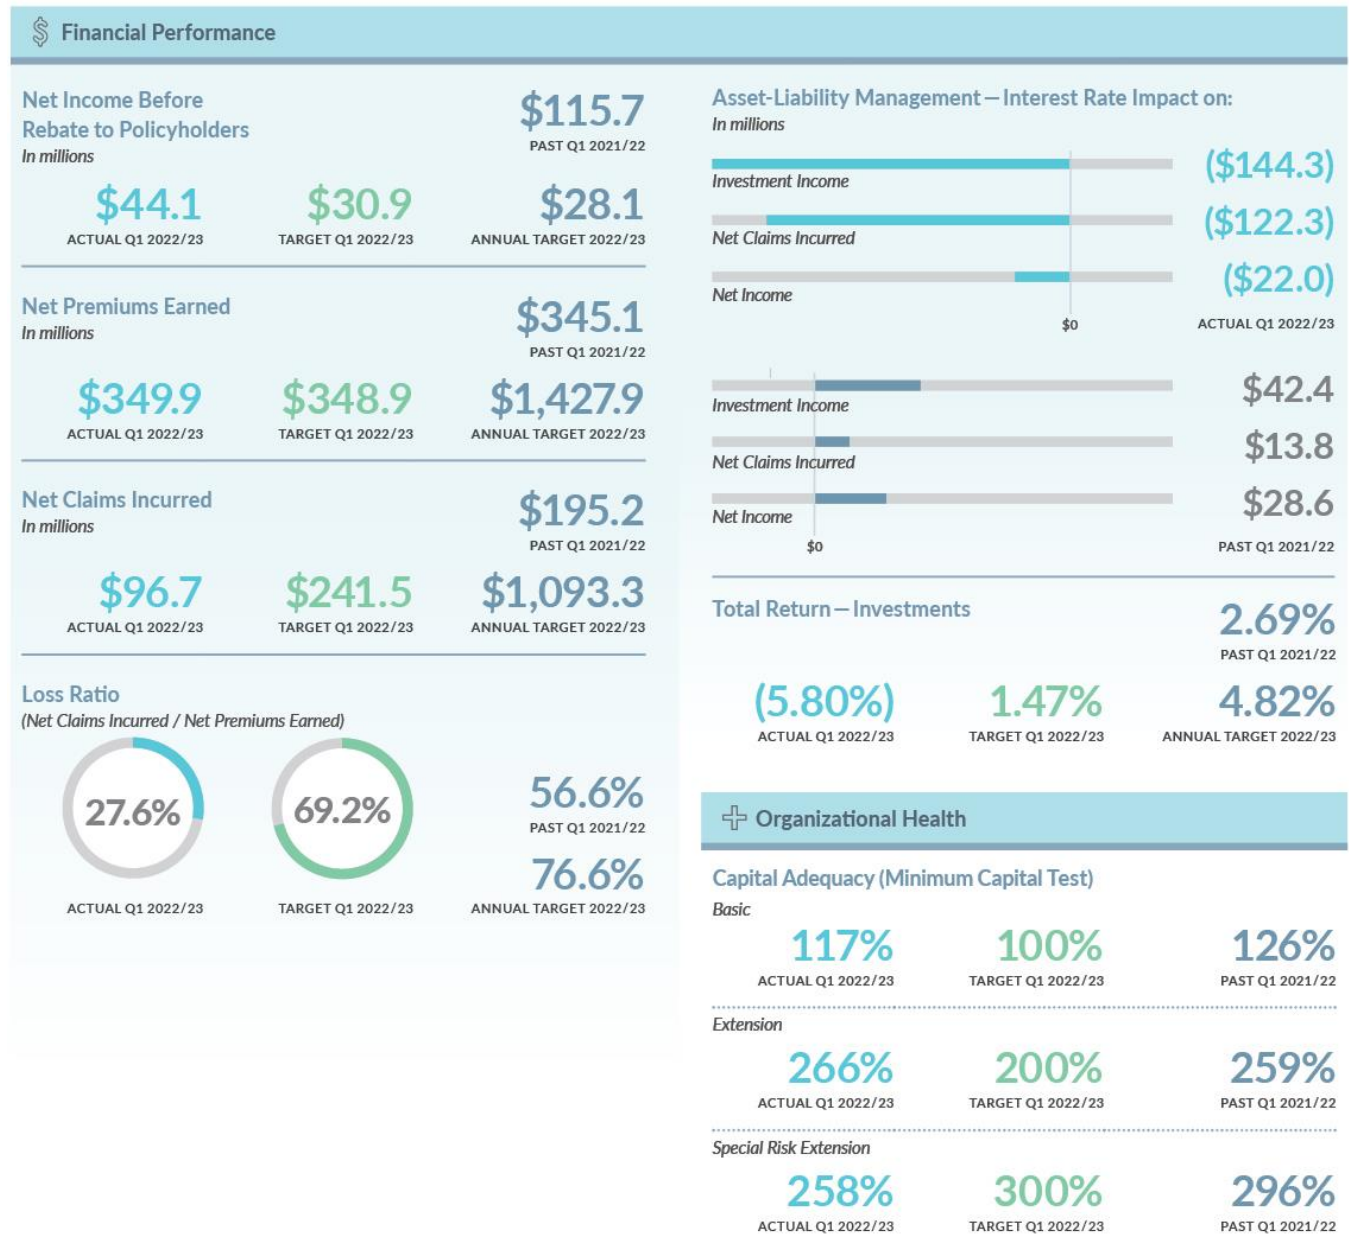 Financial Performance
Net Income Before
Rebate to Policyholders
In millions
$115.7
PAST Q1 2021/22
$44.1 $30.9 $28.1
ACTUAL Q1 2022/23 TARGET Q1 2022/23 ANNUAL TARGET 2022/23
Net Premiums Earned
In millions
$345.1
PAST Q1 2021/22
$349.9 $348.9 $1,427.9
ACTUAL Q1 2022/23 TARGET Q1 2022/23 ANNUAL TARGET 2022/23
Net Claims Incurred
In millions
$195.2
PAST Q1 2021/22
$96.7 $241.5 $1,093.3
ACTUAL Q1 2022/23 TARGET Q1 2022/23 ANNUAL TARGET 2022/23
Loss Ratio
(Net Claims Incurred / Net Premiums Earned)
27.6% 69.2%
56.6%
PAST Q1 2021/22
76.6%
ACTUAL Q1 2022/23 TARGET Q1 2022/23 ANNUAL TARGET 2022/23
Asset-Liability Management—Interest Rate Impact on:
In millions
($144.3)
Investment Income
($122.3)
Net Claims Incurred
($22.0)
Net Income
$0 ACTUAL Q1 2022/23
$42.4
Investment Income
$13.8
Net Claims Incurred
$28.6
Net Income
$0 PAST Q1 2021/22
Total Return—Investments
2.69%
PAST Q1 2021/22
(5.80%) 1.47% 4.82%
ACTUAL Q1 2022/23 TARGET Q1 2022/23 ANNUAL TARGET 2022/23
Organizational Health
Capital Adequacy (Minimum Capital Test)
Basic
117% 100% 126%
ACTUAL Q1 2022/23 TARGET Q1 2022/23 PAST Q1 2021/22
Extension
266% 200% 259%
ACTUAL Q1 2022/23 TARGET Q1 2022/23 PAST Q1 2021/22
Special Risk Extension
258% 300% 296%
ACTUAL Q1 2022/23 TARGET Q1 2022/23 PAST Q1 2021/22